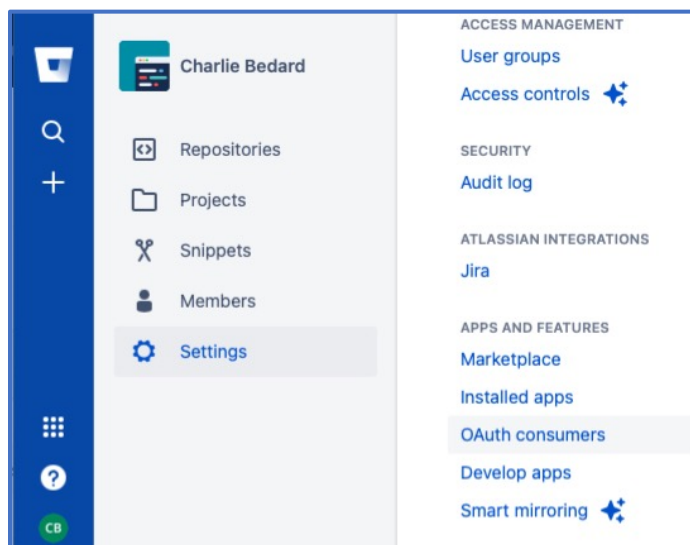 Charlie Bedard
Repositories
Projects
Snippets
Members
Settings
CB
ACCESS MANAGEMENT
User groups
Access controls
SECURITY
Audit log
ATLASSIAN INTEGRATIONS
Jira
APPS AND FEATURES
Marketplace
Installed apps
OAuth consumers
Develop apps
Smart mirroring